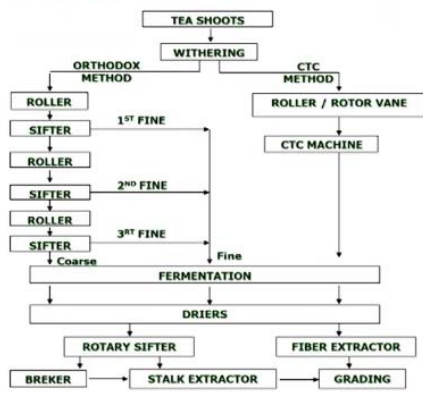 TEA SHOOTS
WITHERING
ORTHODOX
METHOD
CTC
METHOD
ROLLER
ROLLER / ROTOR VANE
SIFTER
1ST FINE
CTC MACHINE
ROLLER
SIFTER
2ND FINE
ROLLER
SIFTER
3RT FINE
Coarse
Fine
FERMENTATION
DRIERS
ROTARY SIFTER
FIBER EXTRACTOR
BREKER
STALK EXTRACTOR
GRADING